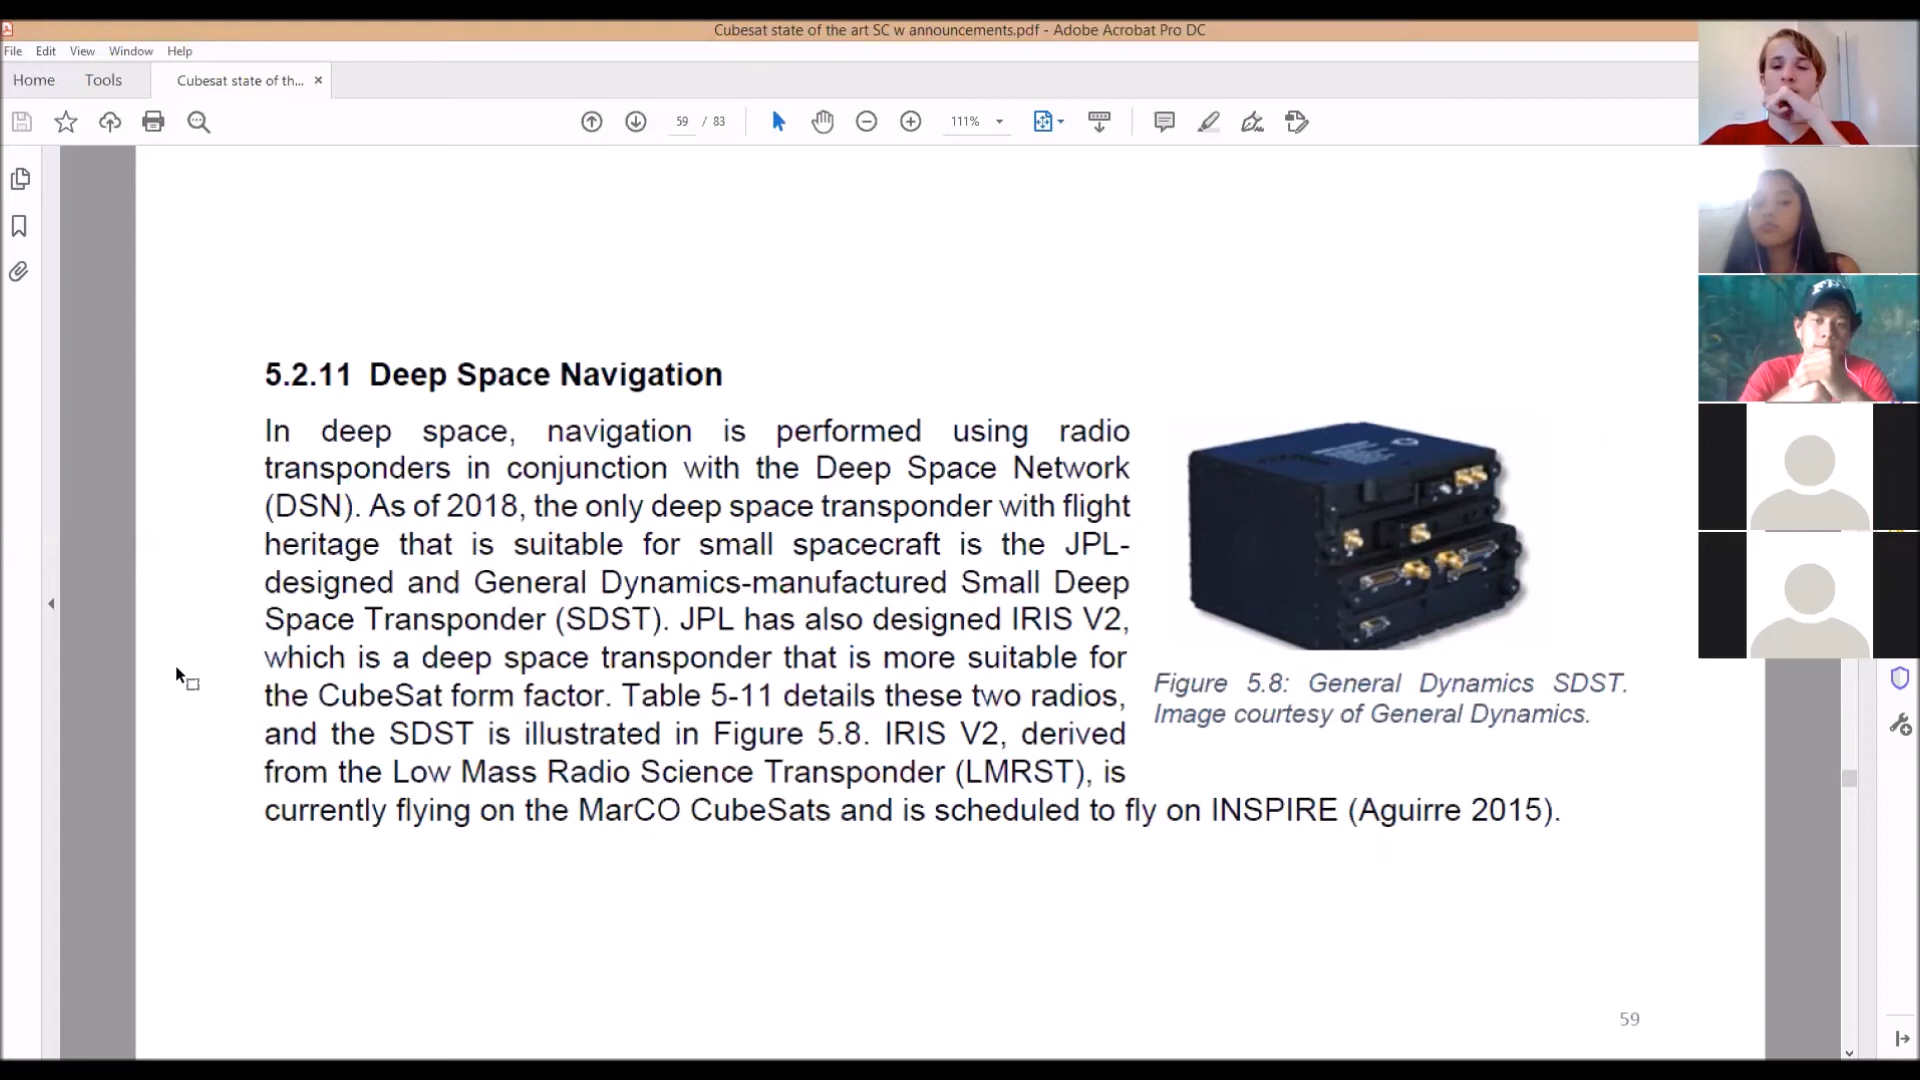 Cubesat state of the art SC w announcements.pdf - Adobe Acrobat Pro DC
File Edit View Window Help
Home Tools Cubesat state of th...
59 / 83 111%
5.2.11 Deep Space Navigation
In deep space, navigation is performed using radio
transponders in conjunction with the Deep Space Network
(DSN). As of 2018, the only deep space transponder with flight
heritage that is suitable for small spacecraft is the JPL-
designed and General Dynamics-manufactured Small Deep
Space Transponder (SDST). JPL has also designed IRIS V2,
which is a deep space transponder that is more suitable for
the CubeSat form factor. Table 5-11 details these two radios,
and the SDST is illustrated in Figure 5.8. IRIS V2, derived
from the Low Mass Radio Science Transponder (LMRST), is
currently flying on the MarCO CubeSats and is scheduled to fly on INSPIRE (Aguirre 2015).
Figure 5.8: General Dynamics SDST.
Image courtesy of General Dynamics.
59